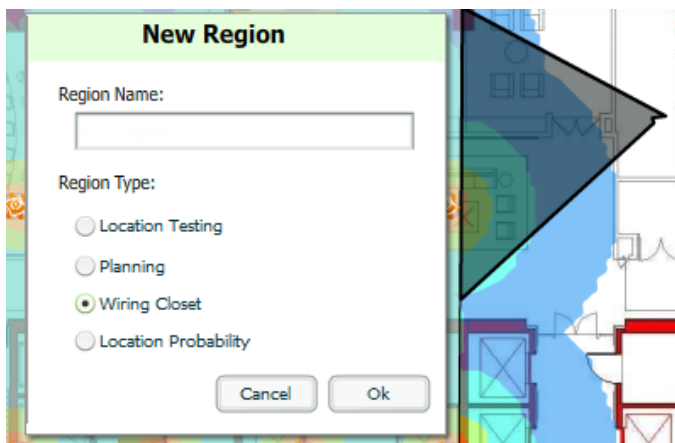 New Region
Region Name:
Region Type:
Location Testing
Planning
Wiring Closet
Location Probability
Cancel
Ok